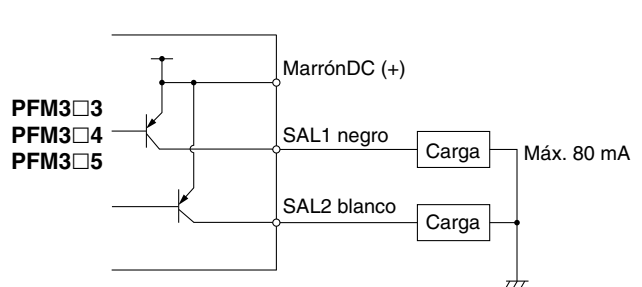 MarrónDC (+)
PFM3□3
PFM3□4
PFM3□5
SAL1 negro
Carga
Máx. 80 mA
SAL2 blanco
Carga